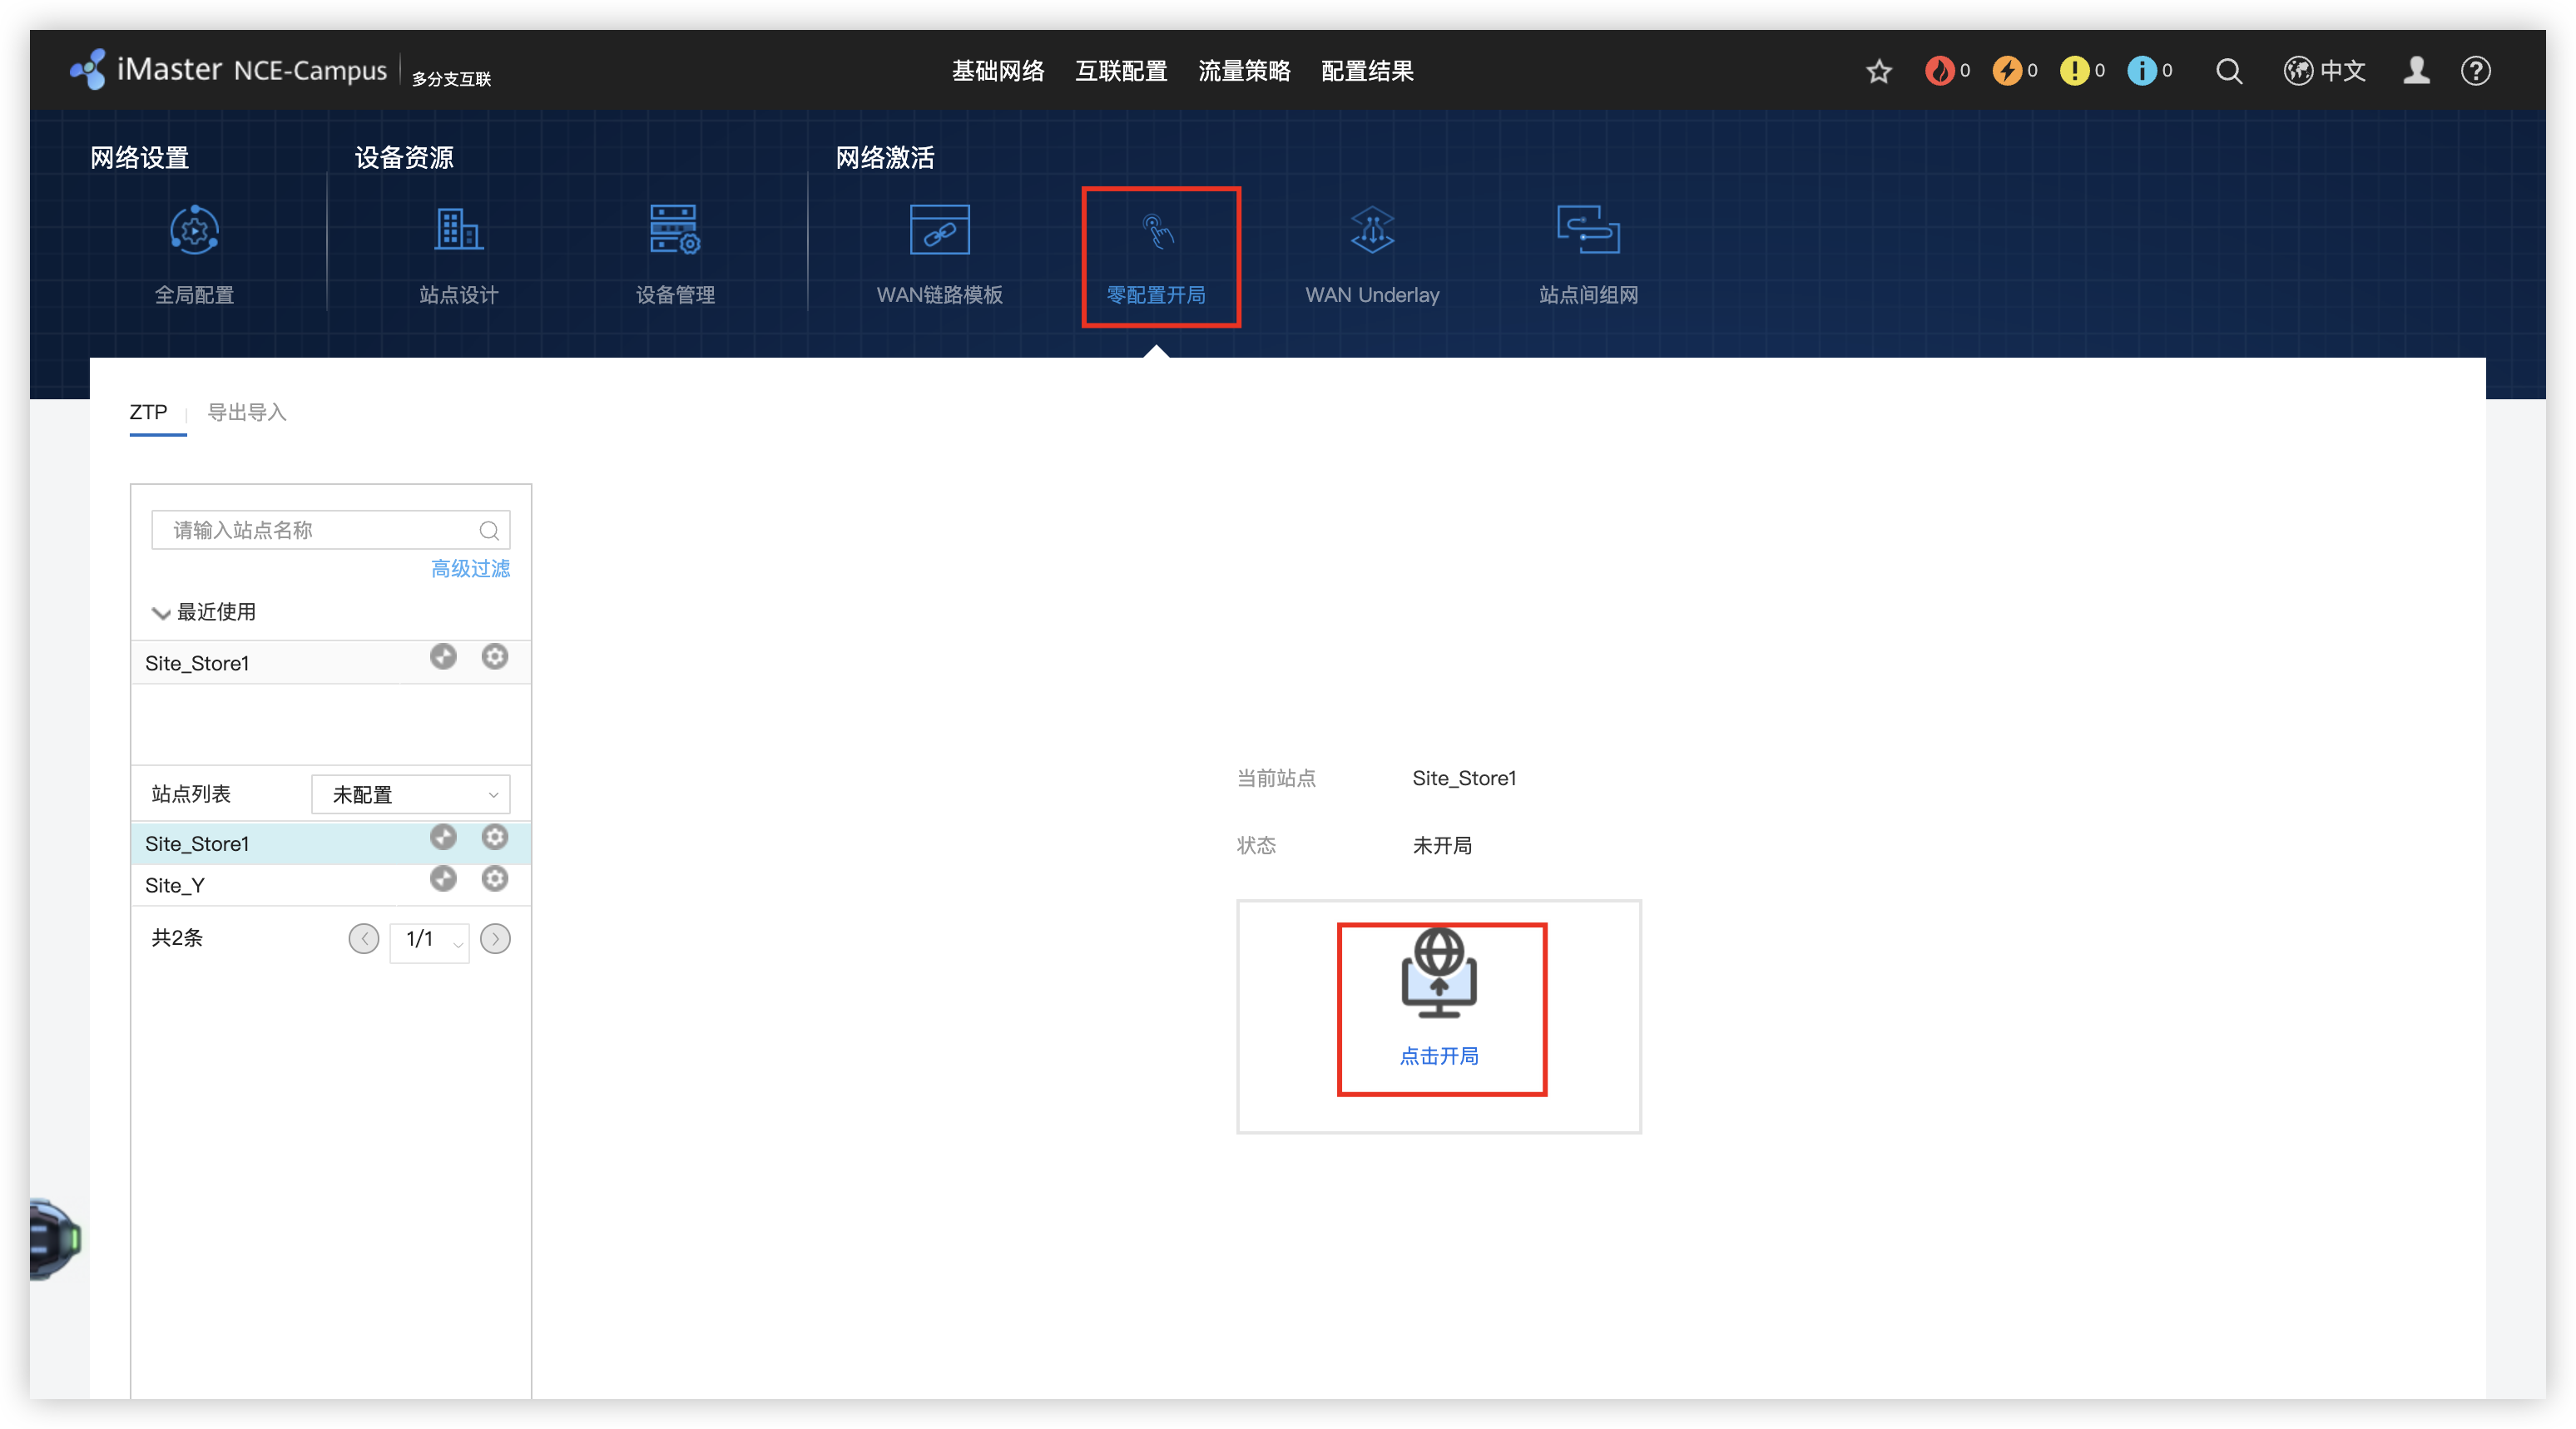 iMaster NCE-Campus 多分支互联 基础网络 互联配置 流量策略 配置结果 0 0 0 0 中文
网络设置 设备资源 网络激活
全局配置 站点设计 设备管理 WAN链路模板 零配置开局 WAN Underlay 站点间组网
ZTP 导出导入
请输入站点名称
高级过滤
最近使用
Site_Store1
站点列表 未配置
Site_Store1
Site_Y
共2条 1/1
当前站点 Site_Store1
状态 未开局
点击开局